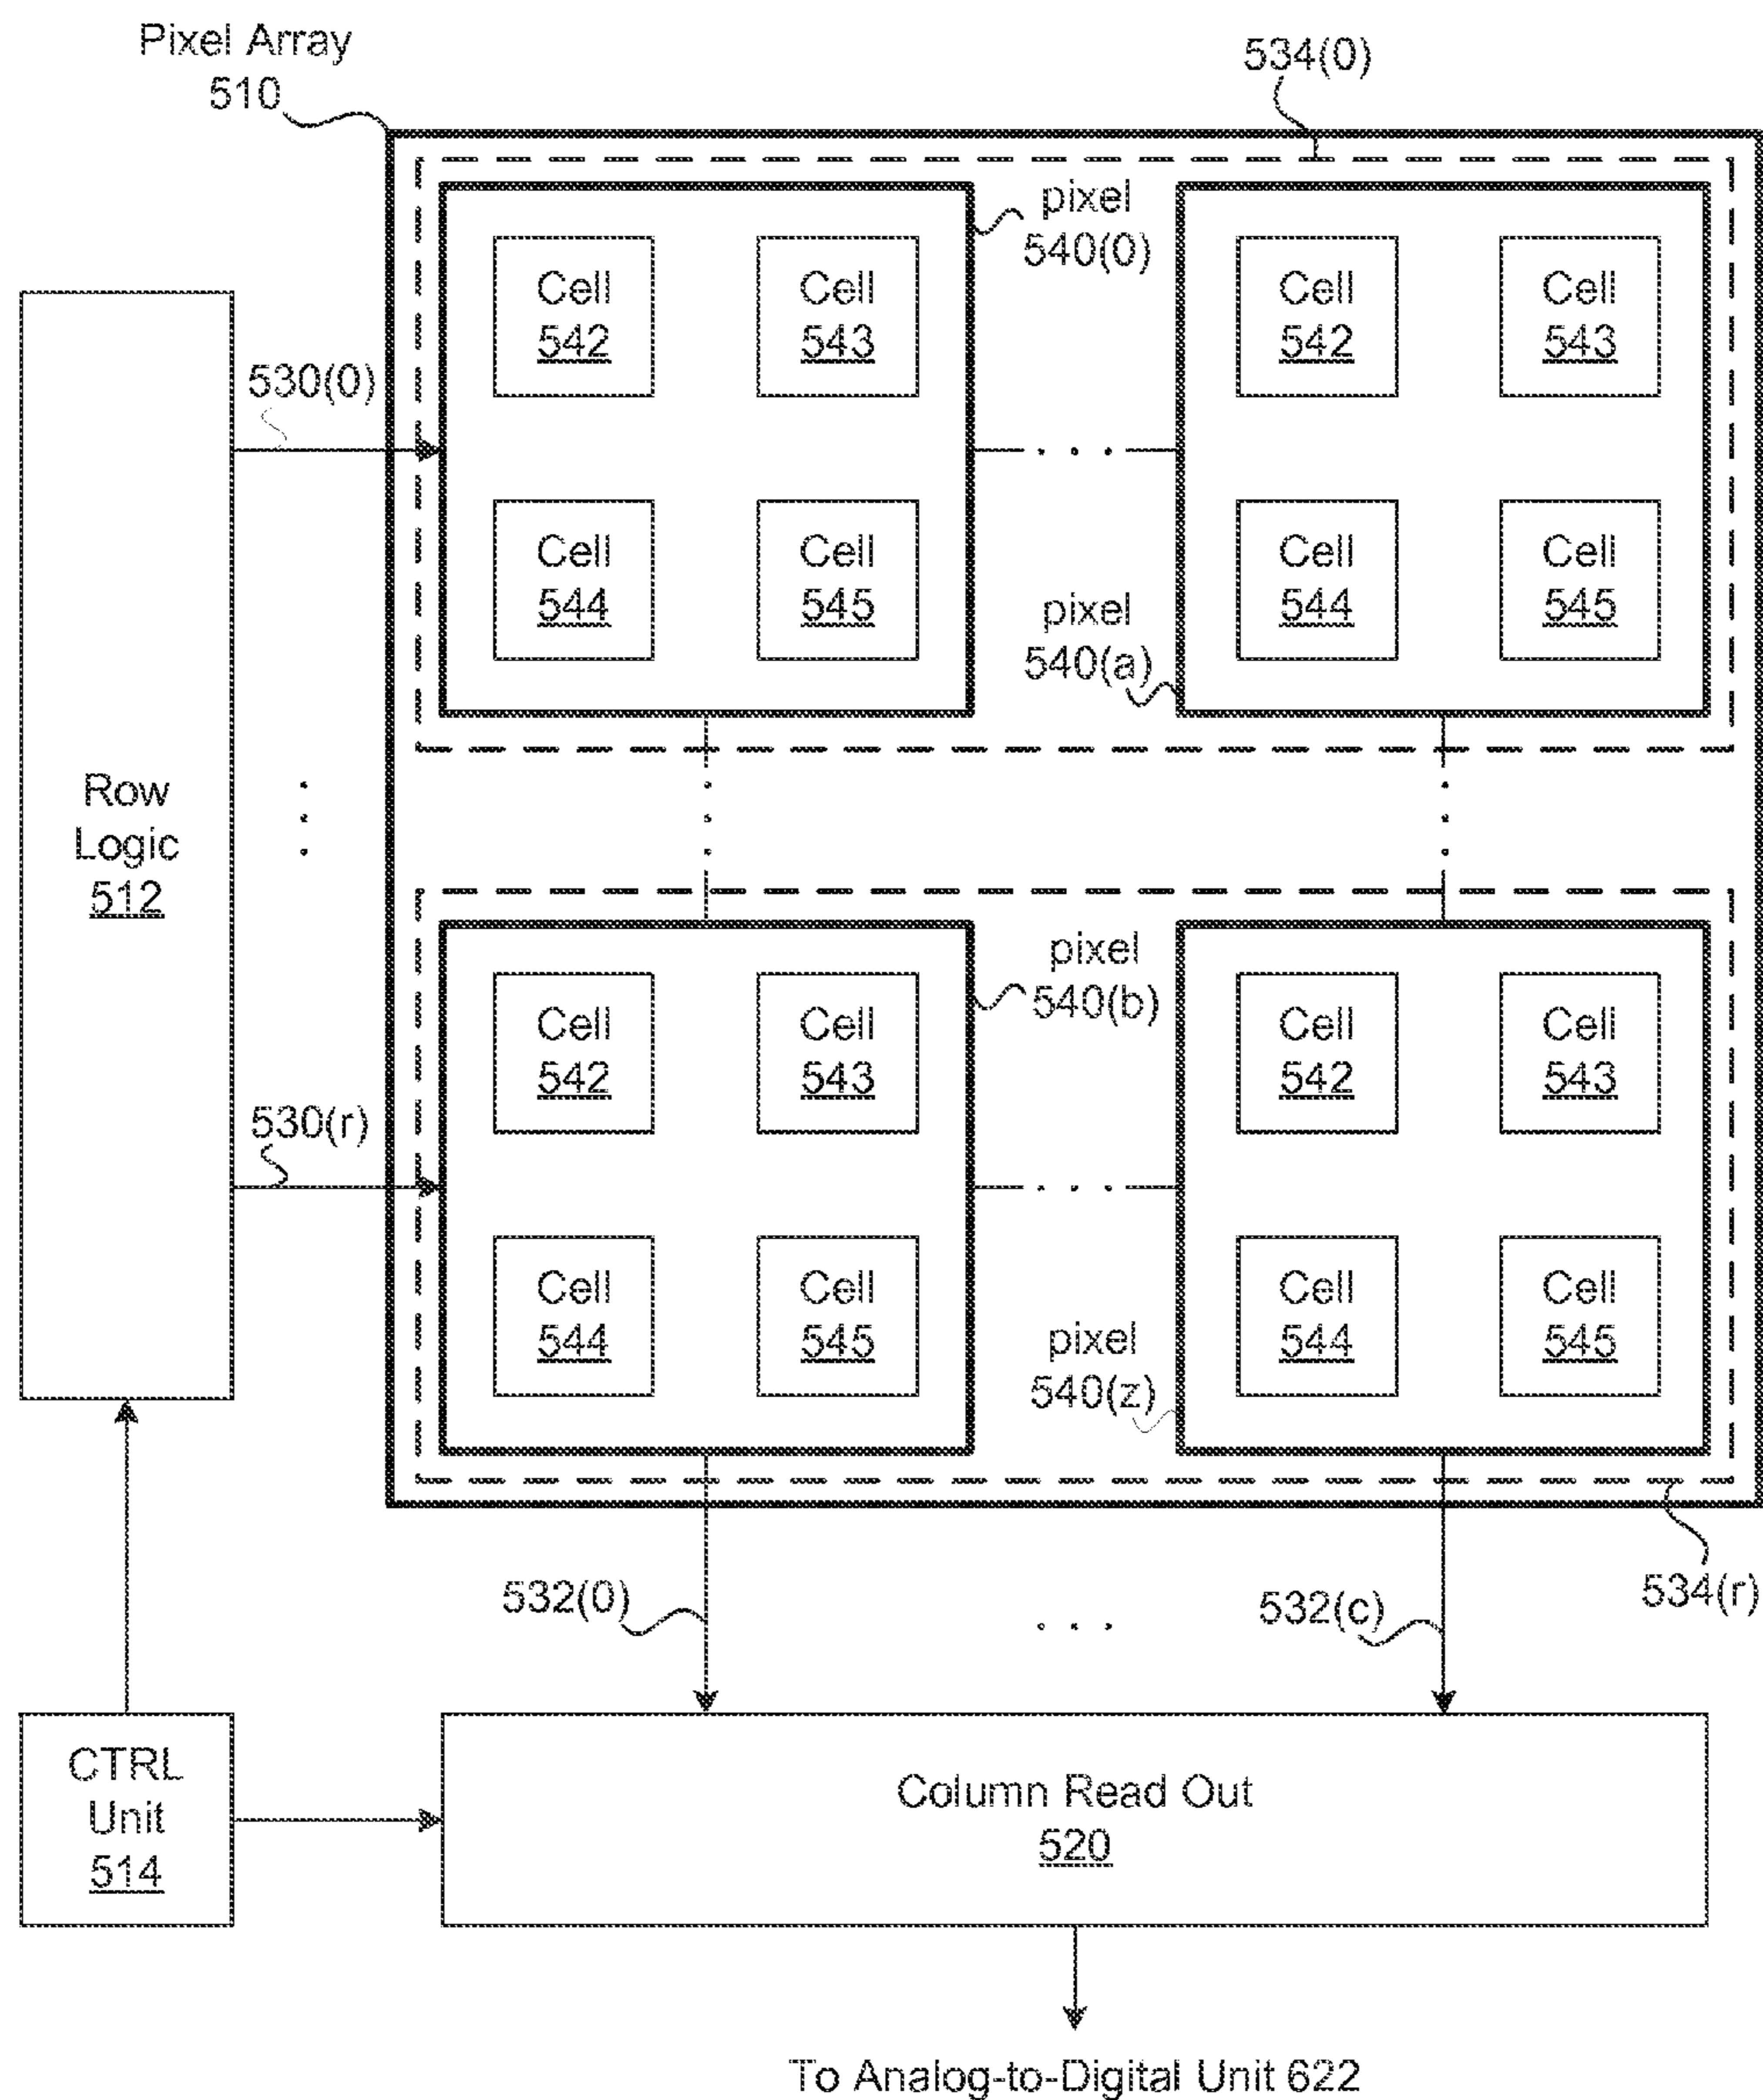 Pixel Array
510
534(0)
pixel
540(0)
Cell
542
Cell
543
Cell
542
Cell
543
530(0)
Cell
544
Cell
545
pixel
540(a)
Cell
544
Cell
545
Row
Logic
512
pixel
540(b)
Cell
542
Cell
543
Cell
542
Cell
543
530(r)
Cell
544
Cell
545
pixel
540(z)
Cell
544
Cell
545
532(0)
532(c)
534(r)
CTRL
Unit
514
Column Read Out
520
To Analog-to-Digital Unit 622